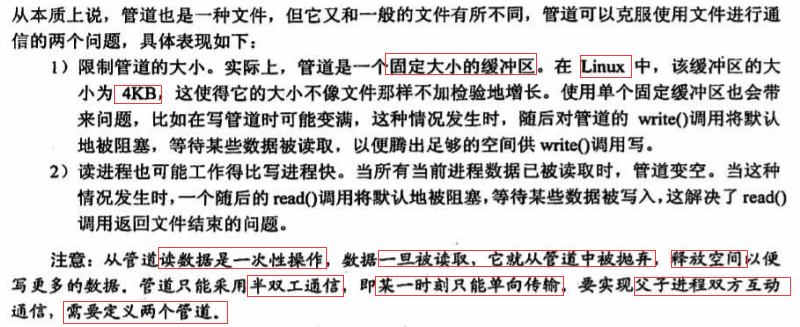 从本质上说，管道也是一种文件，但它又和一般的文件有所不同，管道可以克服使用文件进行通
信的两个问题，具体表现如下：
1）限制管道的大小。实际上，管道是一个固定大小的缓冲区。在 Linux 中，该缓冲区的大
小为 4KB，这使得它的大小不像文件那样不加检验地增长。使用单个固定缓冲区也会带
来问题，比如在写管道时可能变满，这种情况发生时，随后对管道的 write()调用将默认
地被阻塞，等待某些数据被读取，以便腾出足够的空间供 write()调用写。
2）读进程也可能工作得比写进程快。当所有当前进程数据已被读取时，管道变空。当这种
情况发生时，一个随后的 read()调用将默认地被阻塞，等待某些数据被写入，这解决了 read()
调用返回文件结束的问题。
注意：从管道读数据是一次性操作，数据一旦被读取，它就从管道中被抛弃，释放空间以便
写更多的数据。管道只能采用半双工通信，即某一时刻只能单向传输，要实现父子进程双方互动
通信，需要定义两个管道。